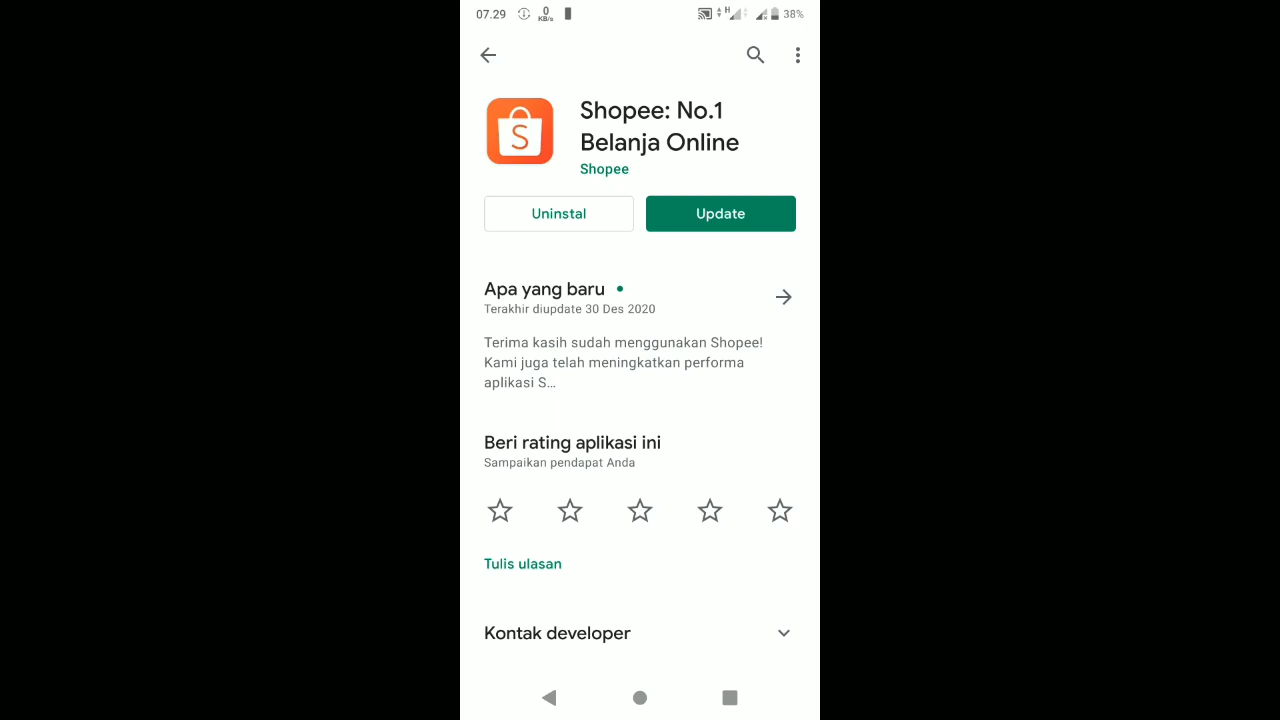 07.29 0 KB/s H 38%
Shopee: No.1
Belanja Online
Shopee
S
Uninstal Update
Apa yang baru
Terakhir diupdate 30 Des 2020
Terima kasih sudah menggunakan Shopee!
Kami juga telah meningkatkan performa
aplikasi S...
Beri rating aplikasi ini
Sampaikan pendapat Anda
Tulis ulasan
Kontak developer